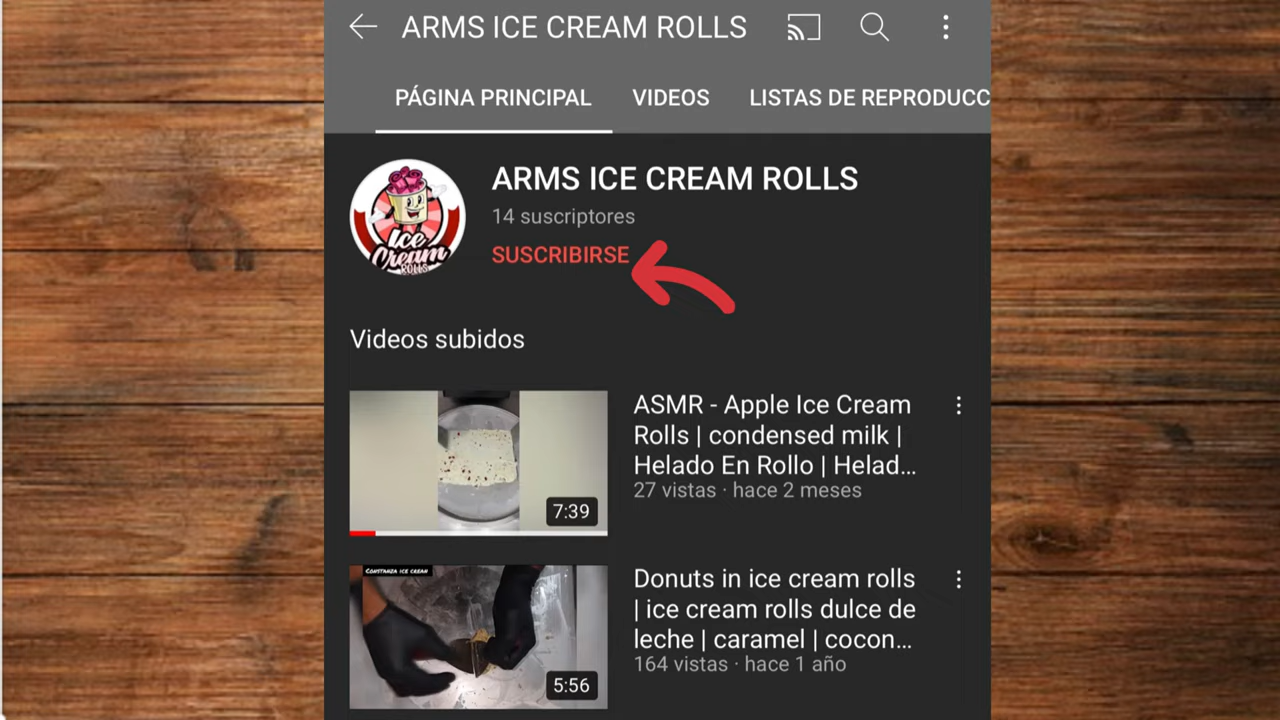 ARMS ICE CREAM ROLLS
PÁGINA PRINCIPAL VIDEOS LISTAS DE REPRODUCC
ARMS ICE CREAM ROLLS
14 suscriptores
SUSCRIBIRSE
Ice
Cream
ROLLS
Videos subidos
ASMR - Apple Ice Cream
Rolls | condensed milk |
Helado En Rollo | Helad...
27 vistas · hace 2 meses
7:39
CONSTANZA ICE CREAN
Donuts in ice cream rolls
| ice cream rolls dulce de
leche | caramel | cocon...
164 vistas · hace 1 año
5:56